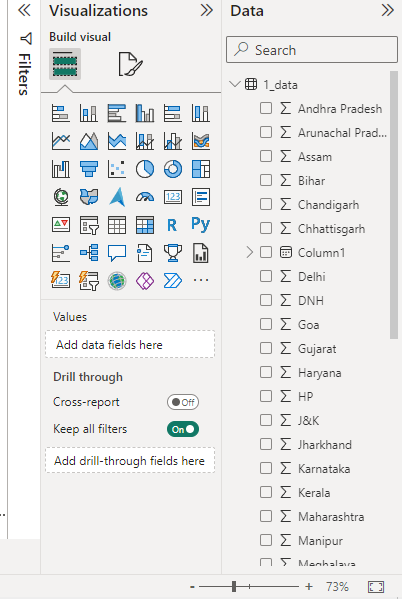 Filters
Visualizations
Build visual
123
R
Py
123
Values
Add data fields here
Drill through
Cross-report
Off
Keep all filters
On
Add drill-through fields here
Data
Search
1_data
Andhra Pradesh
Arunachal Prad...
Assam
Bihar
Chandigarh
Chhattisgarh
Column1
Delhi
DNH
Goa
Gujarat
Haryana
HP
J&K
Jharkhand
Karnataka
Kerala
Maharashtra
Manipur
Meghalaya
- + 73%